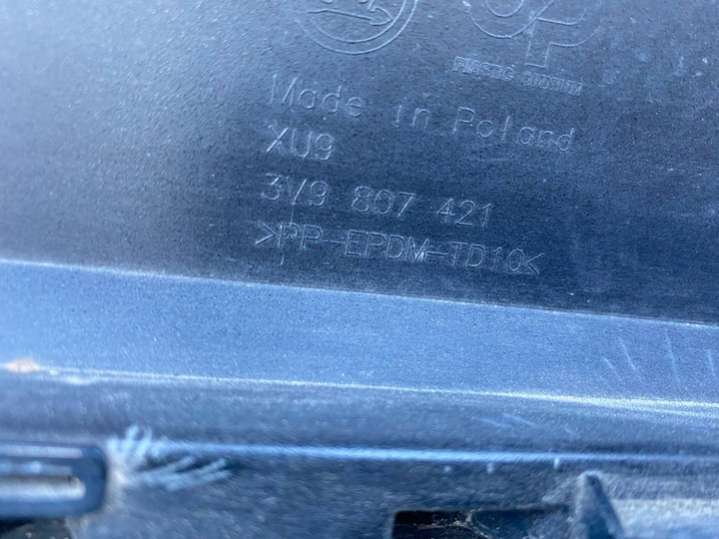 Made in Poland
XU9
3V9 807 421
>PP-EPDM-TD10<